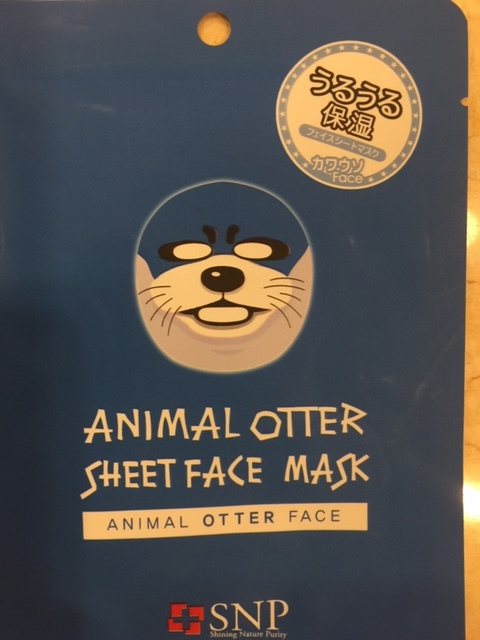 うるうる
保湿
フェイスシートマスク
カワウソ
Face
ANIMAL OTTER
SHEET FACE MASK
ANIMAL OTTER FACE
SNP
Shining Nature Purity